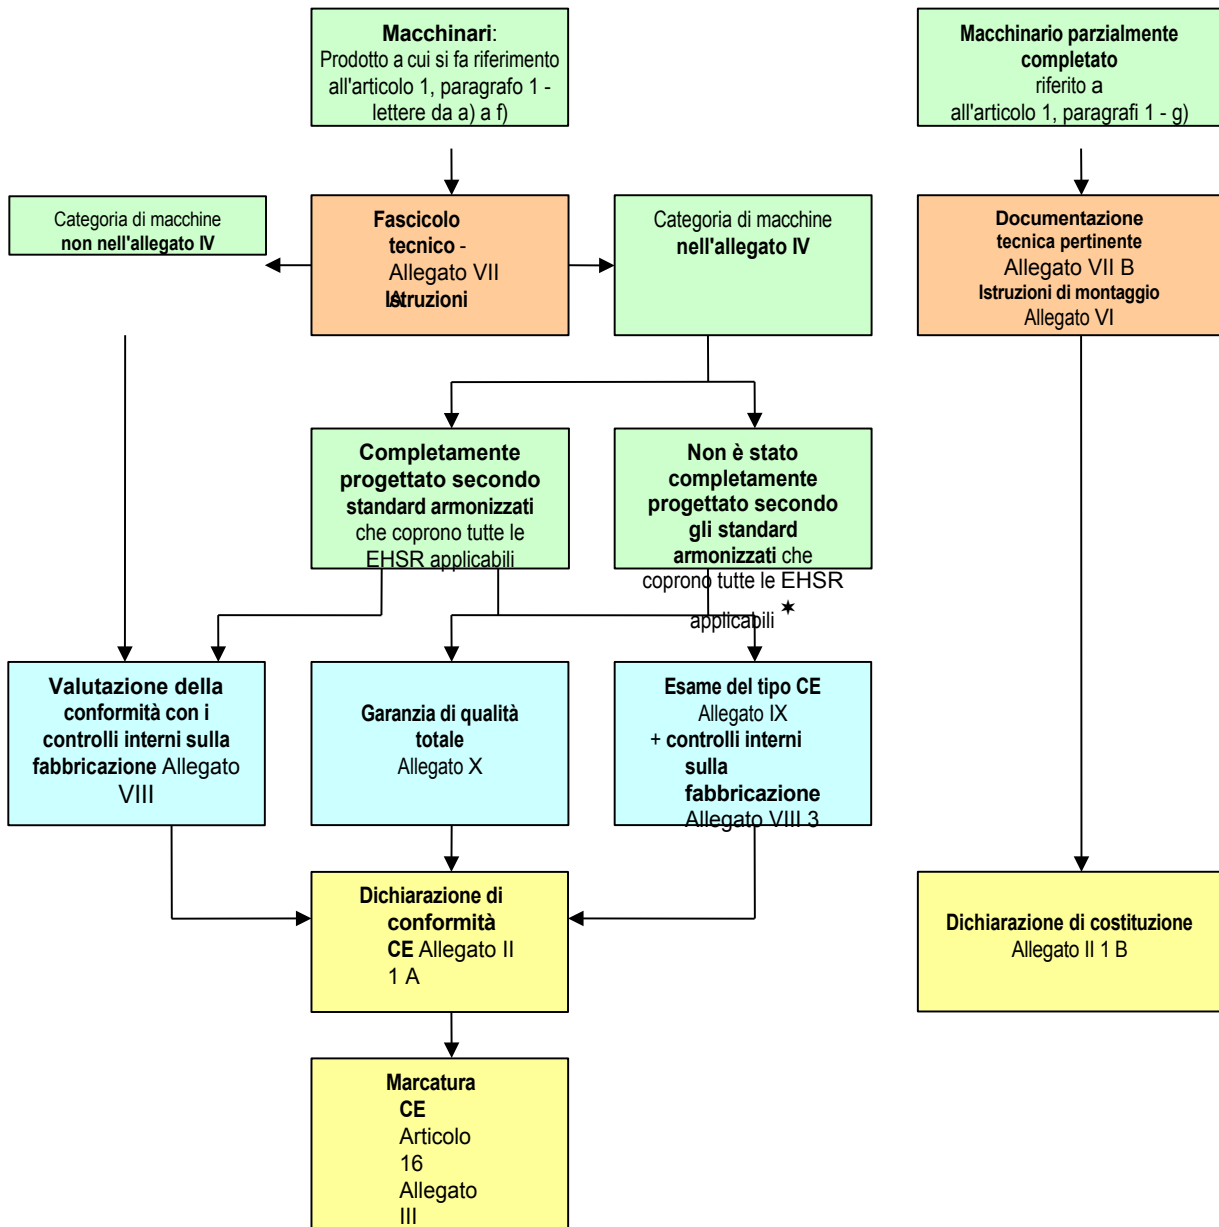 Macchinari:
Prodotto a cui si fa riferimento
all'articolo 1, paragrafo 1 -
lettere da a) a f)
Macchinario parzialmente
completato
riferito a
all'articolo 1, paragrafi 1 - g)
Categoria di macchine
non nell'allegato IV
Fascicolo
tecnico -
Allegato VII
A
Istruzioni
Categoria di macchine
nell'allegato IV
Documentazione
tecnica pertinente
Allegato VII B
Istruzioni di montaggio
Allegato VI
Completamente
progettato secondo
standard armonizzati
che coprono tutte le
EHSR applicabili
Non è stato
completamente
progettato secondo
gli standard
armonizzati che
coprono tutte le EHSR
applicabili ★
Valutazione della
conformità con i
controlli interni sulla
fabbricazione Allegato
VIII
Garanzia di qualità
totale
Allegato X
Esame del tipo CE
Allegato IX
+ controlli interni
sulla
fabbricazione
Allegato VIII 3
Dichiarazione di
conformità
CE Allegato II
1 A
Dichiarazione di costituzione
Allegato II 1 B
Marcatura
CE
Articolo
16
Allegato
III